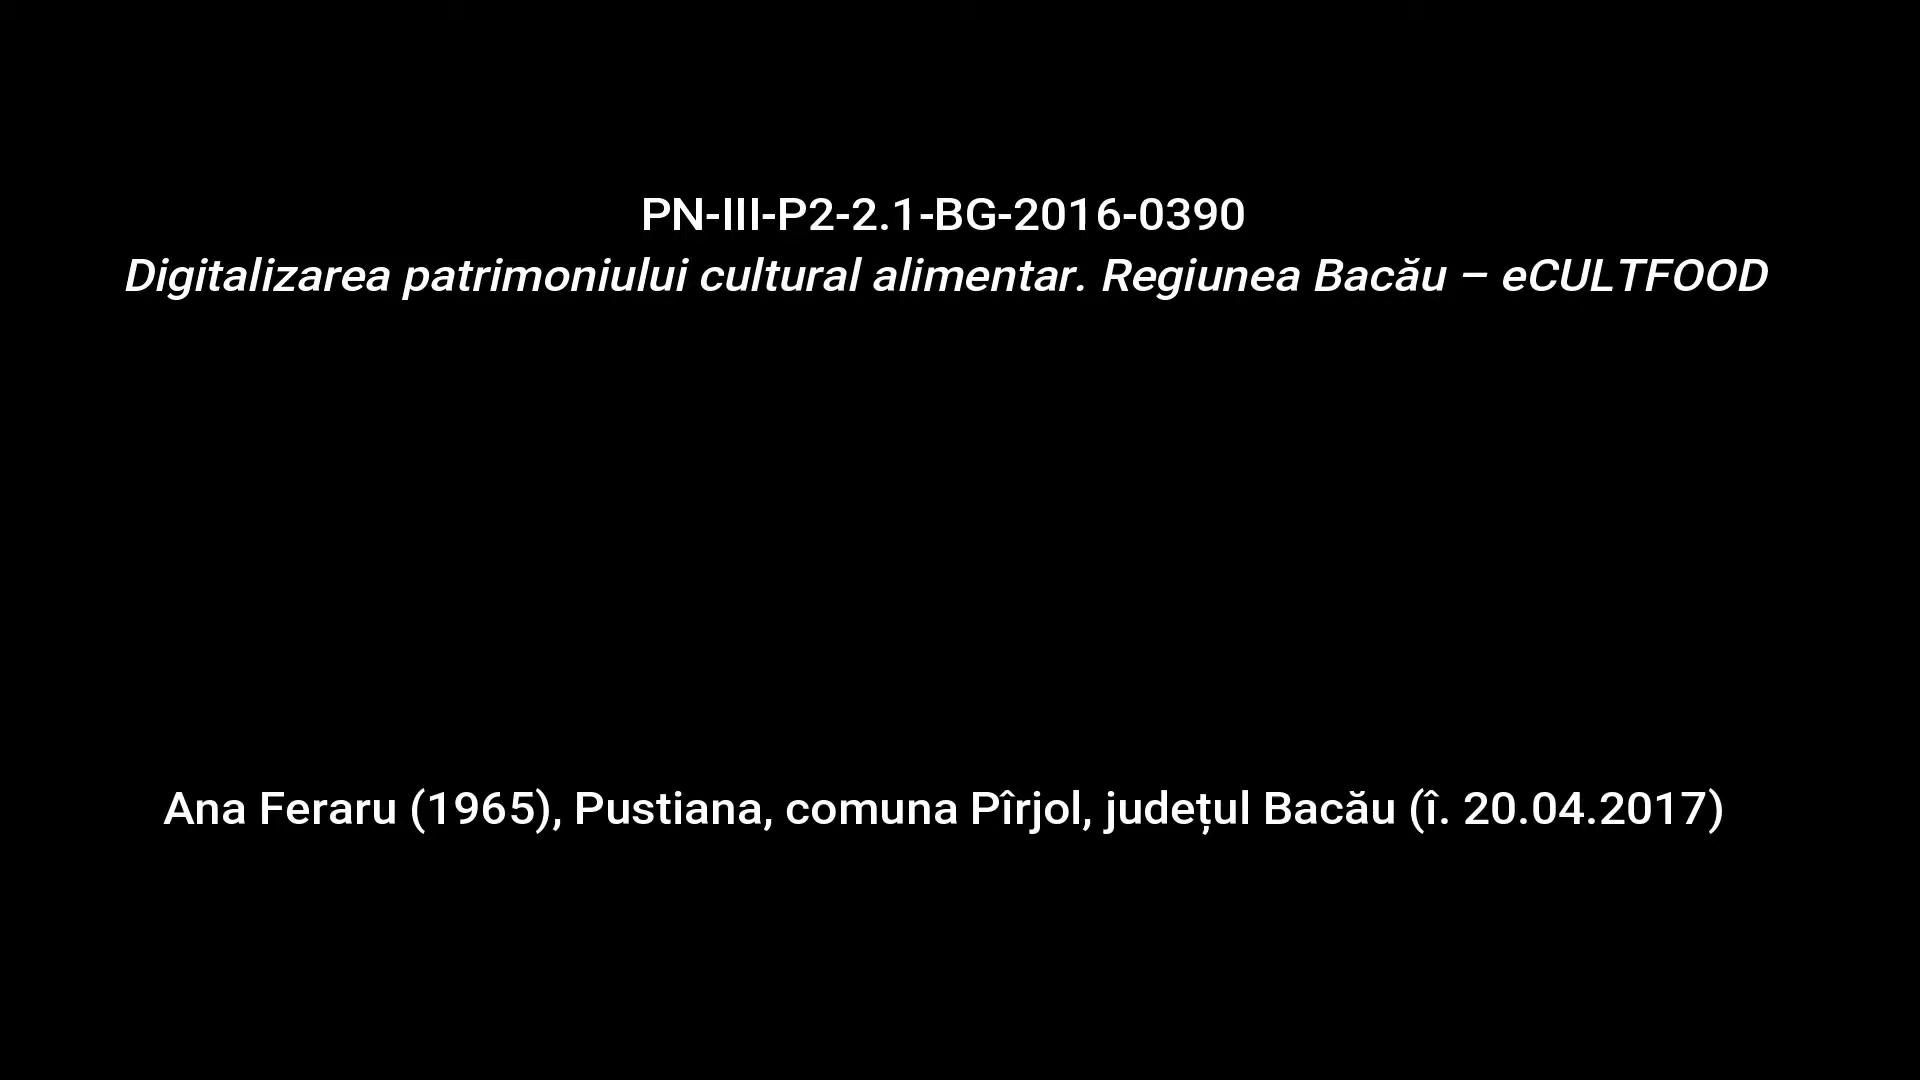 PN-III-P2-2.1-BG-2016-0390
Digitalizarea patrimoniului cultural alimentar. Regiunea Bacău – eCULTFOOD
Ana Feraru (1965), Pustiana, comuna Pîrjol, județul Bacău (î. 20.04.2017)